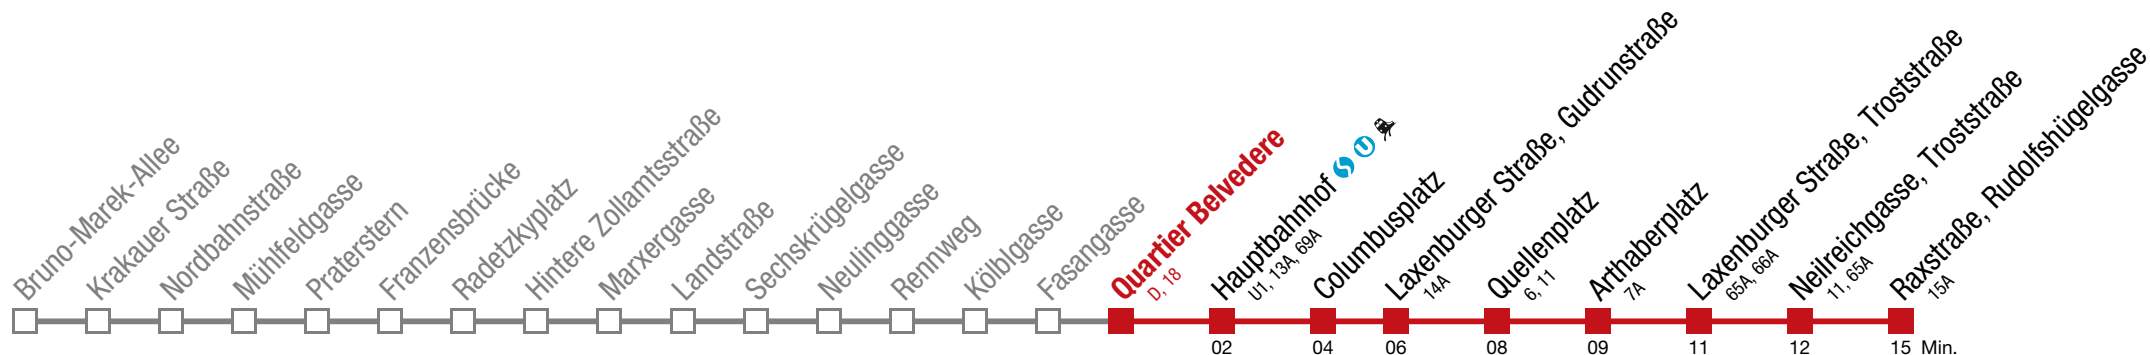 Bruno-Marek-Allee
Krakauer Straße
Nordbahnstraße
Mühlfeldgasse
Praterstern
Franzensbrücke
Radetzkyplatz
Hintere Zollamtsstraße
Marxergasse
Landstraße
Sechskrügelgasse
Neulinggasse
Rennweg
Kölblgasse
Fasangasse
Quartier Belvedere
D, 18
Hauptbahnhof
U1, 13A, 69A
Columbusplatz
Laxenburger Straße, Gudrunstraße
14A
Quellenplatz
6, 11
Arthaberplatz
7A
Laxenburger Straße, Troststraße
65A, 66A
Neilreichgasse, Troststraße
11, 65A
Raxstraße, Rudolfshügelgasse
15A
02 04 06 08 09 11 12 15 Min.